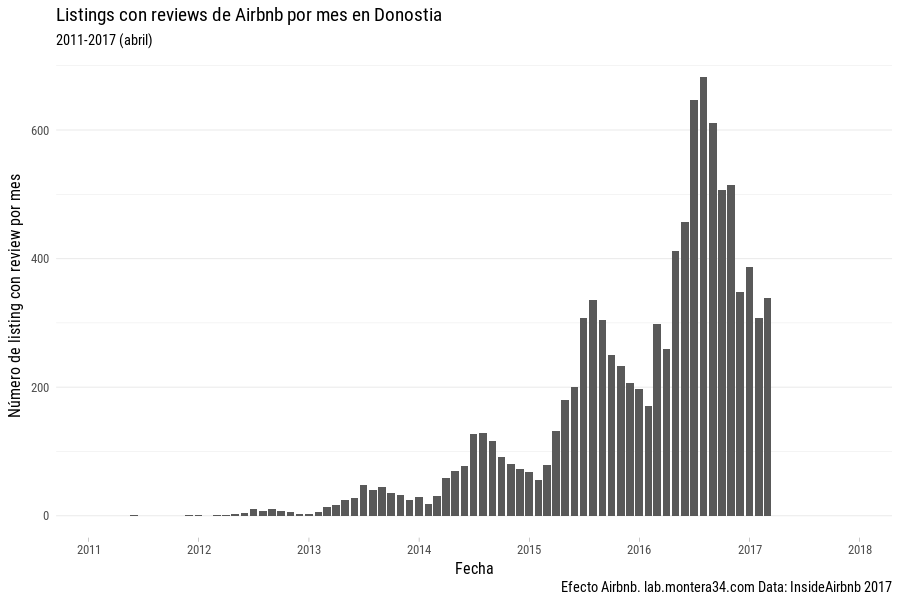 Listings con reviews de Airbnb por mes en Donostia
2011-2017 (abril)
Número de listing con review por mes
600
400
200
0
2011 2012 2013 2014 2015 2016 2017 2018
Fecha
Efecto Airbnb. lab.montera34.com Data: InsideAirbnb 2017